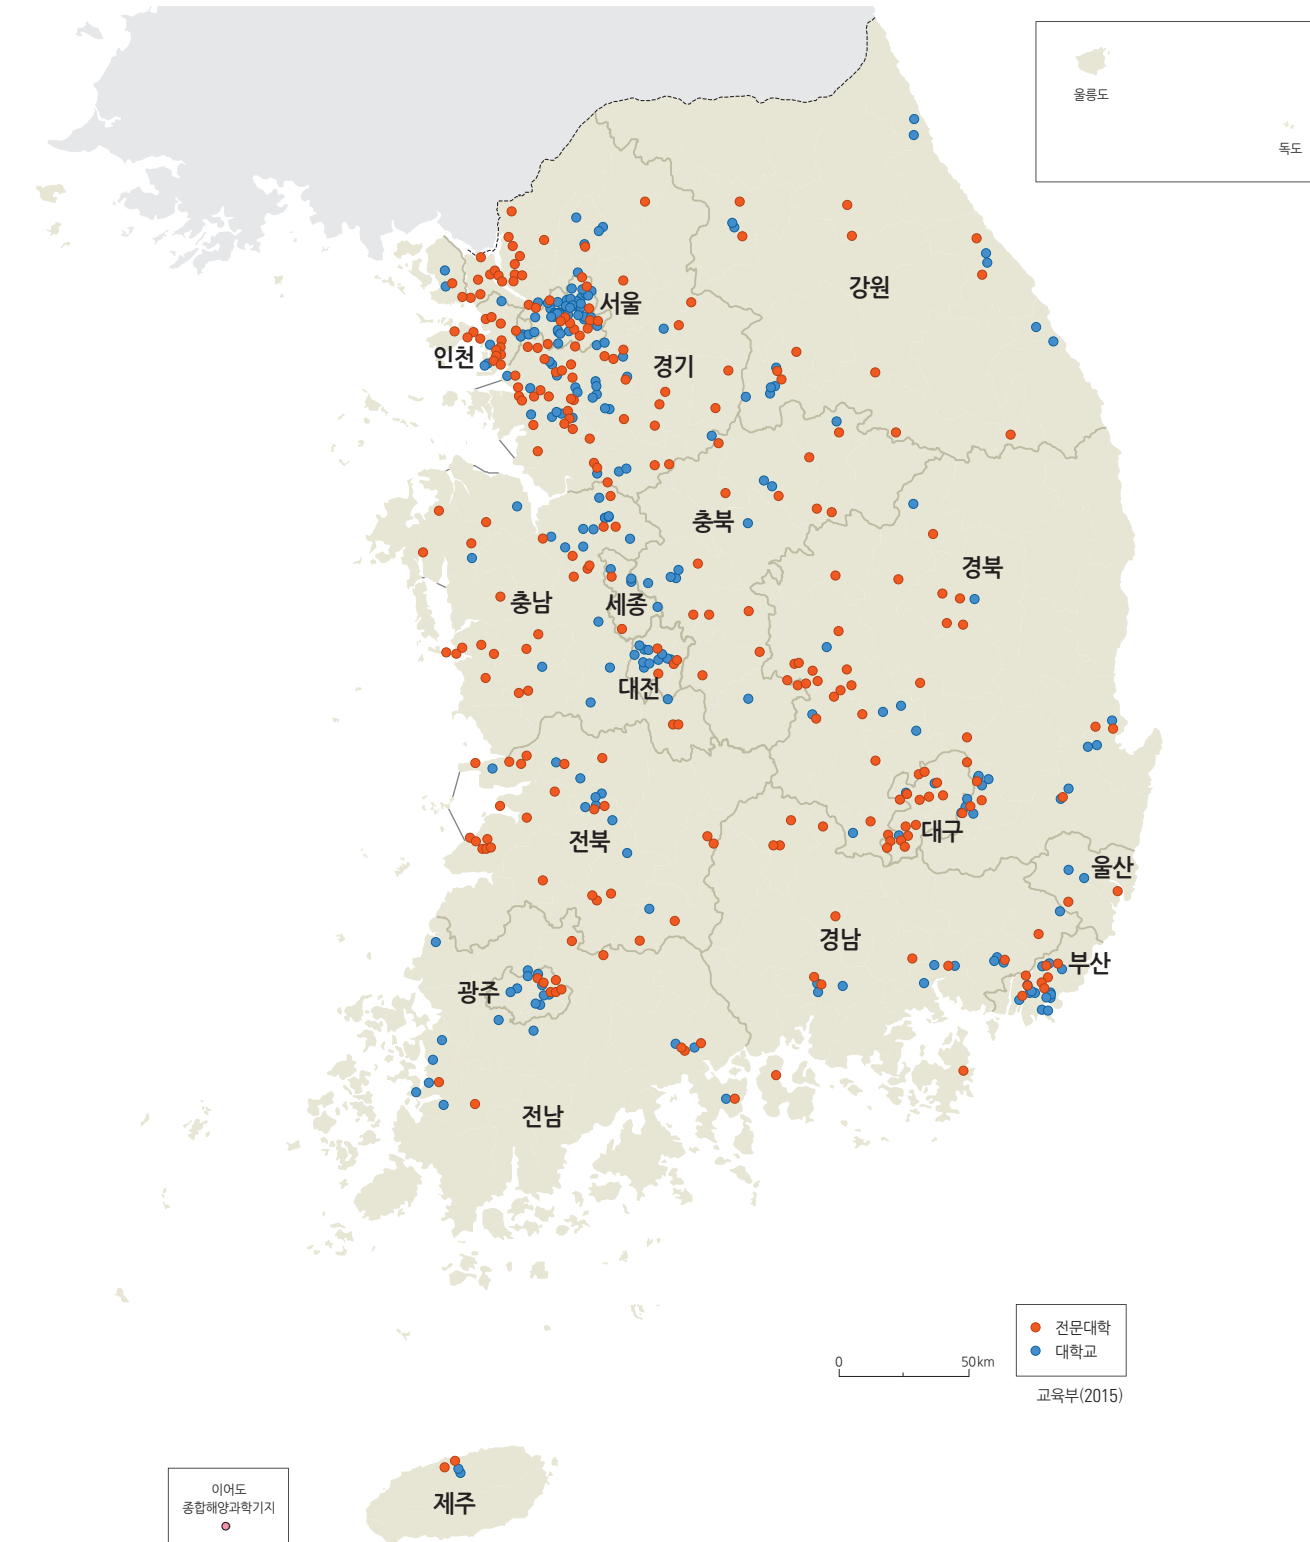 울릉도
독도
강원
서울
인천
경기
충북
경북
충남
세종
대전
대구
전북
울산
경남
부산
광주
전남
전문대학
대학교
0
50km
교육부(2015)
이어도
종합해양과학기지
제주